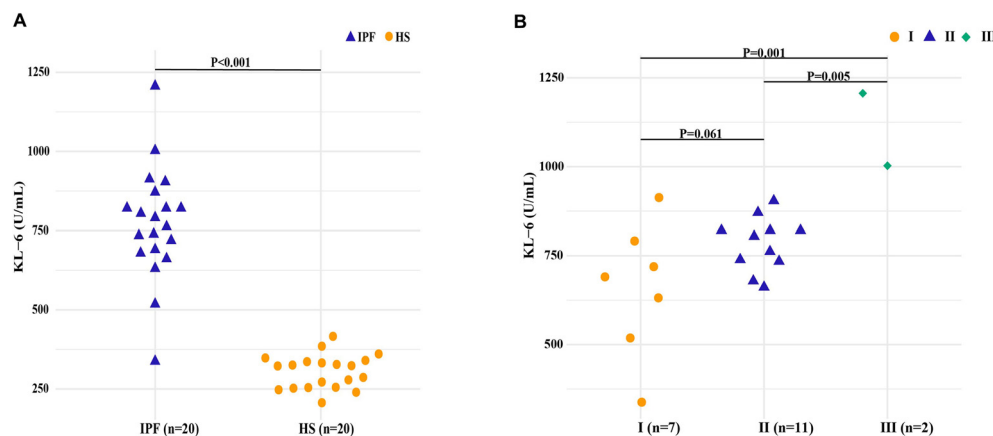 A
IPF HS
P<0.001
1250
1000
750
500
250
KL−6 (U/mL)
IPF (n=20) HS (n=20)
B
I II III
P=0.001
P=0.005
P=0.061
1250
1000
750
500
KL−6 (U/mL)
I (n=7) II (n=11) III (n=2)